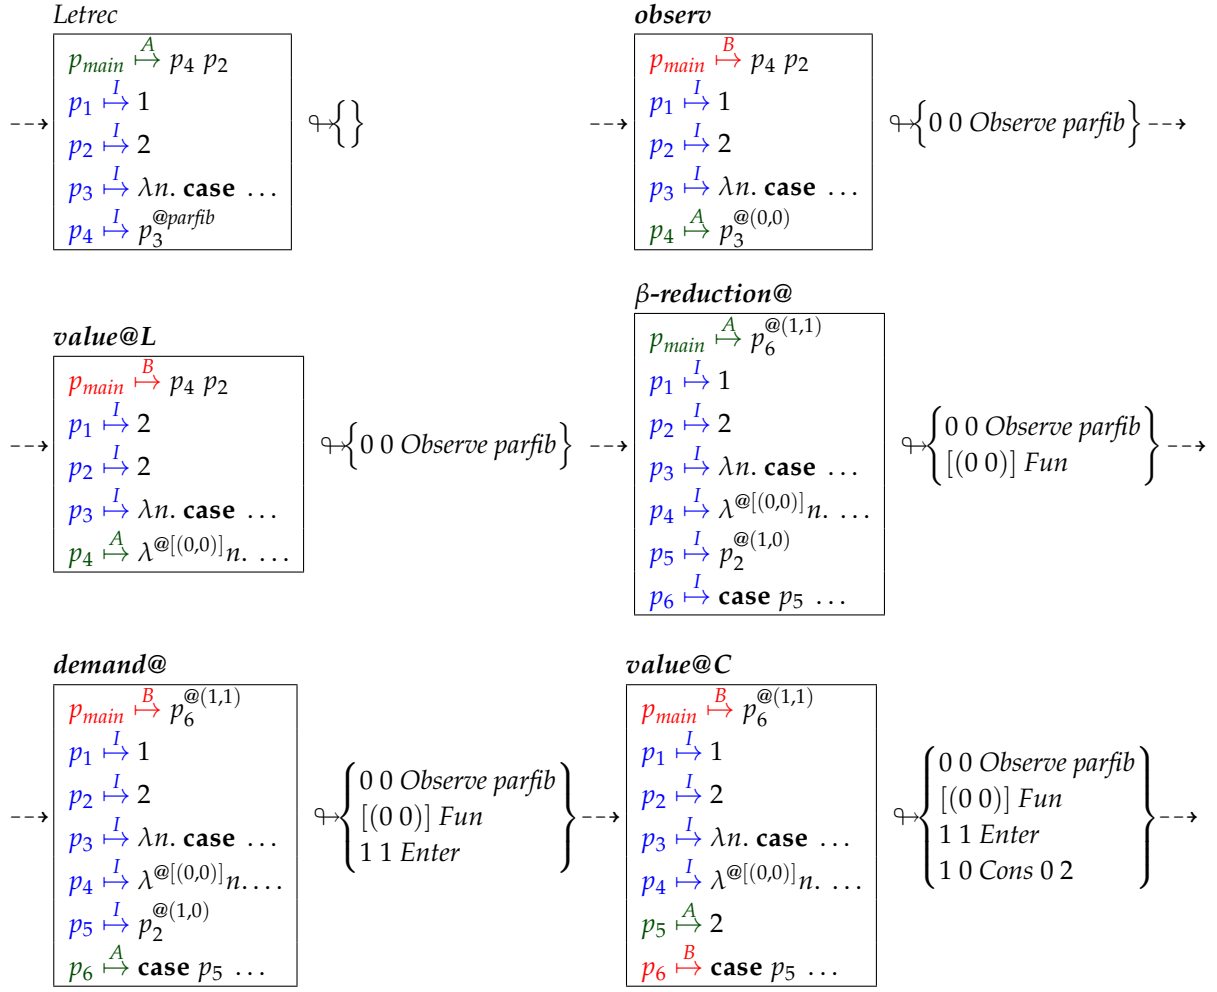 Letrec
⇢ p_main ↦^A p_4 p_2
p_1 ↦^I 1
p_2 ↦^I 2
p_3 ↦^I λn. case …
p_4 ↦^I p_3^{@parfib}
↬ {}
observ
⇢ p_main ↦^B p_4 p_2
p_1 ↦^I 1
p_2 ↦^I 2
p_3 ↦^I λn. case …
p_4 ↦^A p_3^{@(0,0)}
↬ {0 0 Observe parfib} ⇢
value@L
⇢ p_main ↦^B p_4 p_2
p_1 ↦^I 2
p_2 ↦^I 2
p_3 ↦^I λn. case …
p_4 ↦^A λ^{@[(0,0)]}n. …
↬ {0 0 Observe parfib}
β-reduction@
⇢ p_main ↦^A p_6^{@(1,1)}
p_1 ↦^I 1
p_2 ↦^I 2
p_3 ↦^I λn. case …
p_4 ↦^I λ^{@[(0,0)]}n. …
p_5 ↦^I p_2^{@(1,0)}
p_6 ↦^I case p_5 …
↬ {0 0 Observe parfib
[(0 0)] Fun} ⇢
demand@
⇢ p_main ↦^B p_6^{@(1,1)}
p_1 ↦^I 1
p_2 ↦^I 2
p_3 ↦^I λn. case …
p_4 ↦^I λ^{@[(0,0)]}n. …
p_5 ↦^I p_2^{@(1,0)}
p_6 ↦^A case p_5 …
↬ {0 0 Observe parfib
[(0 0)] Fun
1 1 Enter}
value@C
⇢ p_main ↦^B p_6^{@(1,1)}
p_1 ↦^I 1
p_2 ↦^I 2
p_3 ↦^I λn. case …
p_4 ↦^I λ^{@[(0,0)]}n. …
p_5 ↦^A 2
p_6 ↦^B case p_5 …
↬ {0 0 Observe parfib
[(0 0)] Fun
1 1 Enter
1 0 Cons 0 2} ⇢